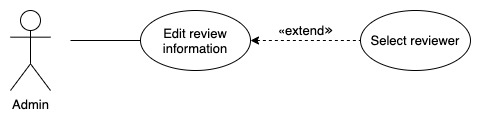 Edit review
information
«extend»
Select reviewer
Admin